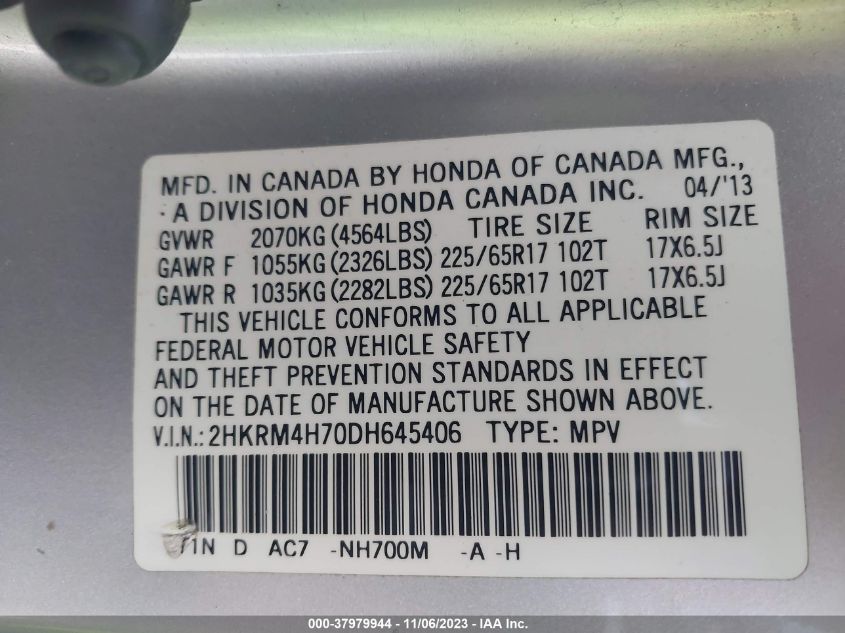 MFD. IN CANADA BY HONDA OF CANADA MFG.,
· A DIVISION OF HONDA CANADA INC. 04/'13
GVWR 2070KG (4564LBS) TIRE SIZE RIM SIZE
GAWR F 1055KG (2326LBS) 225/65R17 102T 17X6.5J
GAWR R 1035KG (2282LBS) 225/65R17 102T 17X6.5J
THIS VEHICLE CONFORMS TO ALL APPLICABLE
FEDERAL MOTOR VEHICLE SAFETY
AND THEFT PREVENTION STANDARDS IN EFFECT
ON THE DATE OF MANUFACTURE SHOWN ABOVE.
V.I.N.: 2HKRM4H70DH645406 TYPE: MPV
D AC7 -NH700M -A -H
000-37979944 - 11/06/2023 - IAA Inc.